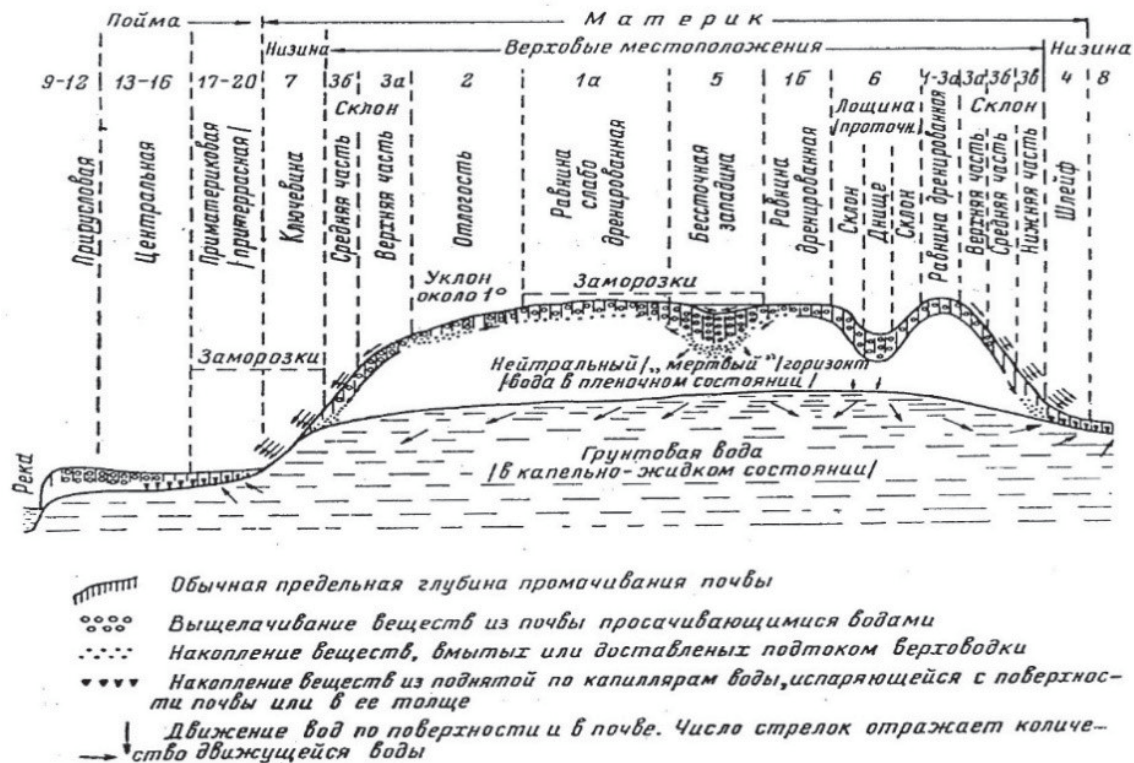 Пойма
Материк
Низина
Верховые местоположения
Низина
9-12
13-16
17-20
7
3б
3а
2
1а
5
1б
6
1-3а
3а
3б
3в
4
8
Склон
Лощина
/проточн./
Склон
Прирусловая
Центральная
Приматериковая
/притеррасная/
Ключевина
Средняя часть
Верхняя часть
Отлогость
Равнина
слабо
дренированная
Бессточная
западина
Равнина
дренированная
Склон
Днище
Склон
Равнина дренированная
Верхняя часть
Средняя часть
Нижняя часть
Шлейф
Уклон
около 1°
Заморозки
Заморозки
Нейтральный /„мертвый"/ горизонт
/вода в пленочном состоянии/
Грунтовая вода
/в капельно-жидком состоянии/
Река
Обычная предельная глубина промачивания почвы
Выщелачивание веществ из почвы просачивающимися водами
Накопление веществ, вмытых или доставленых подтоком верховодки
Накопление веществ из поднятой по капиллярам воды, испаряющейся с поверхнос-
ти почвы или в ее толще
Движение вод по поверхности и в почве. Число стрелок отражает количе-
ство движущейся воды